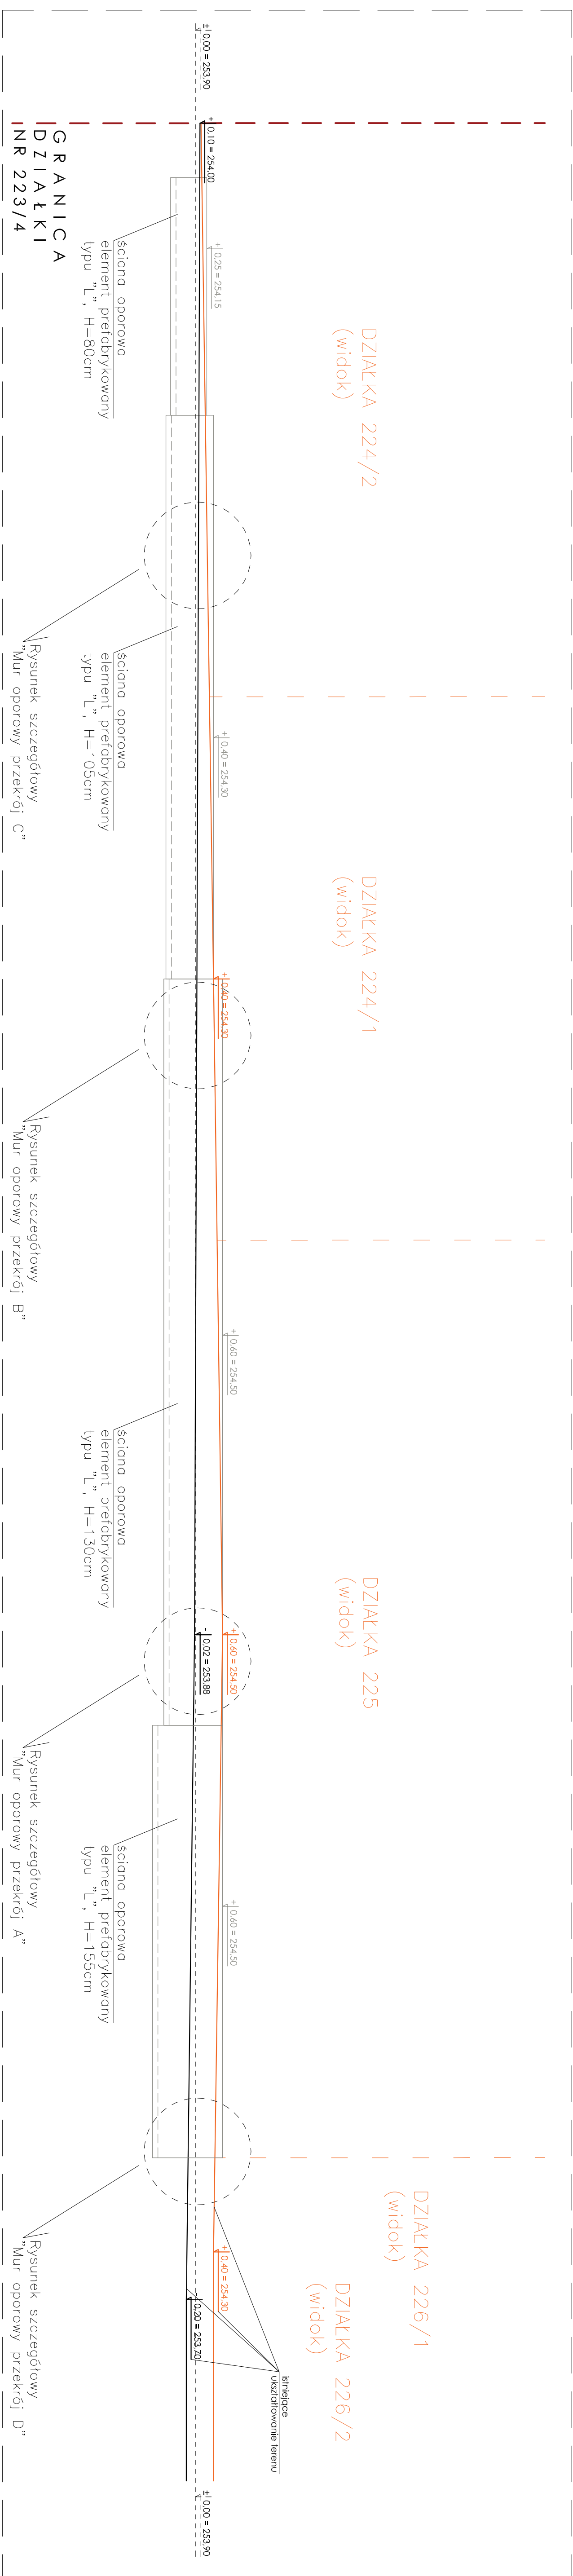 ± 0,00 = 253,90
+ 0,10 = 254,00
GRANICA
DZIAŁKI
NR 223/4
+ 0,25 = 254,15
ściana oporowa
element prefabrykowany
typu "L", H=80cm
DZIAŁKA 224/2
(widok)
Rysunek szczegółowy
"Mur oporowy przekrój C"
ściana oporowa
element prefabrykowany
typu "L", H=105cm
+ 0,40 = 254,30
DZIAŁKA 224/1
(widok)
+ 0,40 = 254,30
Rysunek szczegółowy
"Mur oporowy przekrój B"
+ 0,60 = 254,50
ściana oporowa
element prefabrykowany
typu "L", H=130cm
DZIAŁKA 225
(widok)
+ 0,60 = 254,50
- 0,02 = 253,88
Rysunek szczegółowy
"Mur oporowy przekrój A"
ściana oporowa
element prefabrykowany
typu "L", H=155cm
+ 0,60 = 254,50
DZIAŁKA 226/1
(widok)
DZIAŁKA 226/2
(widok)
+ 0,40 = 254,30
- 0,20 = 253,70
Rysunek szczegółowy
"Mur oporowy przekrój D"
istniejące
ukształtowanie terenu
± 0,00 = 253,90